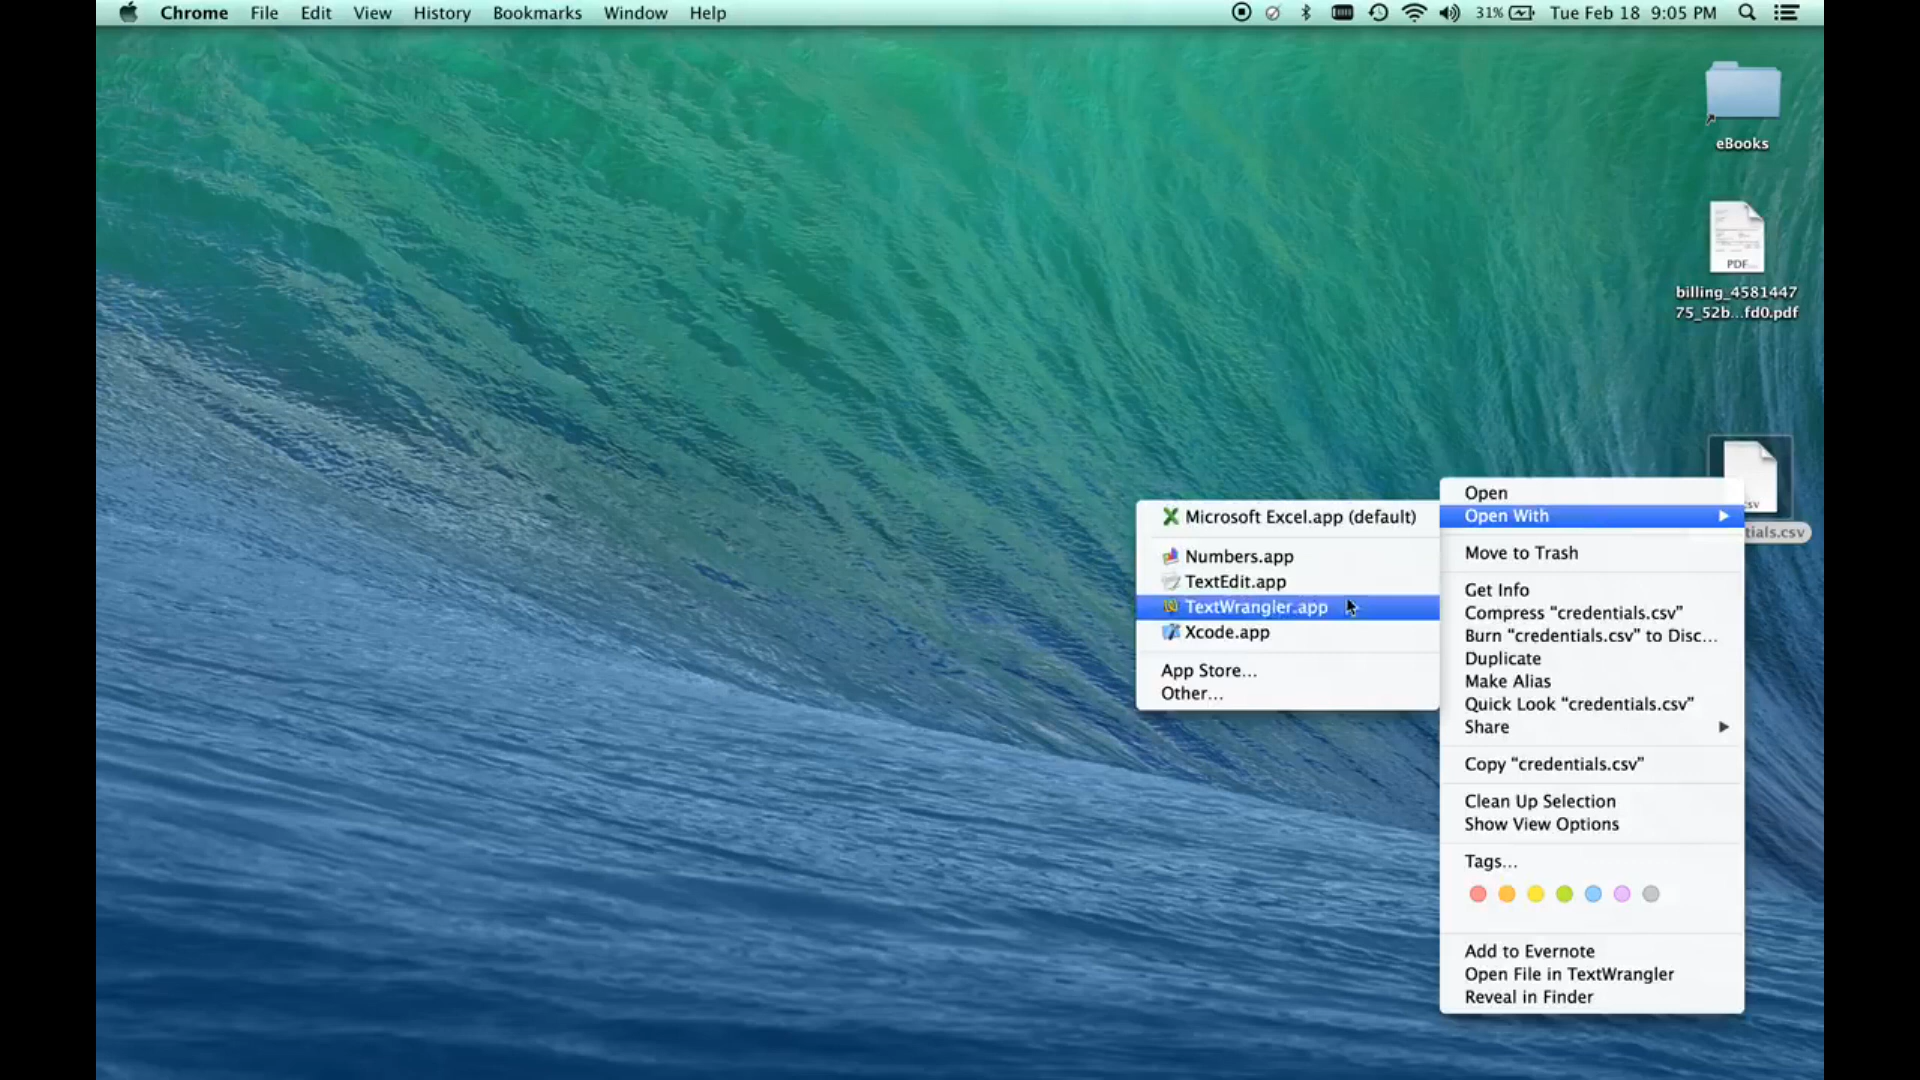 Chrome File Edit View History Bookmarks Window Help 31% Tue Feb 18 9:05 PM
eBooks
PDF
billing_4581447
75_52b...fd0.pdf
sv
tials.csv
Open
Open With
Move to Trash
Get Info
Compress “credentials.csv”
Burn “credentials.csv” to Disc...
Duplicate
Make Alias
Quick Look “credentials.csv”
Share
Copy “credentials.csv”
Clean Up Selection
Show View Options
Tags...
Add to Evernote
Open File in TextWrangler
Reveal in Finder
Microsoft Excel.app (default)
Numbers.app
TextEdit.app
TextWrangler.app
Xcode.app
App Store...
Other...